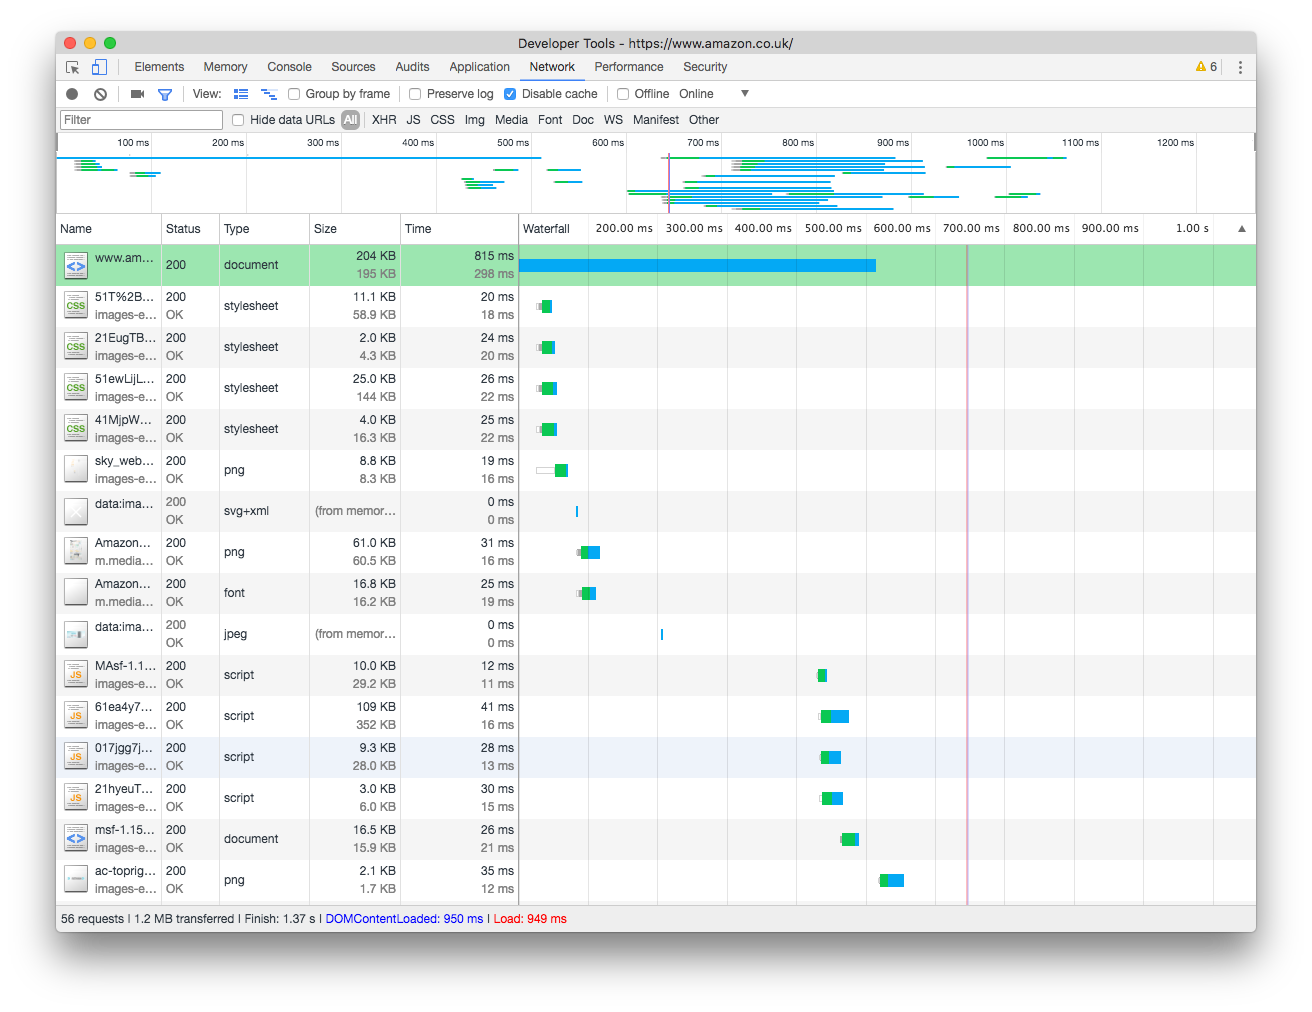 Developer Tools - https://www.amazon.co.uk/
Elements Memory Console Sources Audits Application Network Performance Security 6
View: Group by frame Preserve log Disable cache Offline Online
Filter Hide data URLs All XHR JS CSS Img Media Font Doc WS Manifest Other
100 ms 200 ms 300 ms 400 ms 500 ms 600 ms 700 ms 800 ms 900 ms 1000 ms 1100 ms 1200 ms
Name Status Type Size Time Waterfall 200.00 ms 300.00 ms 400.00 ms 500.00 ms 600.00 ms 700.00 ms 800.00 ms 900.00 ms 1.00 s
www.am... 200 document 204 KB 815 ms
195 KB 298 ms
CSS 51T%2B... 200 stylesheet 11.1 KB 20 ms
images-e... OK 58.9 KB 18 ms
CSS 21EugTB... 200 stylesheet 2.0 KB 24 ms
images-e... OK 4.3 KB 20 ms
CSS 51ewLijL... 200 stylesheet 25.0 KB 26 ms
images-e... OK 144 KB 22 ms
CSS 41MjpW... 200 stylesheet 4.0 KB 25 ms
images-e... OK 16.3 KB 22 ms
sky_web... 200 png 8.8 KB 19 ms
images-e... OK 8.3 KB 16 ms
data:ima... 200 svg+xml (from memor... 0 ms
OK 0 ms
Amazon... 200 png 61.0 KB 31 ms
m.media... OK 60.5 KB 16 ms
Amazon... 200 font 16.8 KB 25 ms
m.media... OK 16.2 KB 19 ms
data:ima... 200 jpeg (from memor... 0 ms
OK 0 ms
JS MAsf-1.1... 200 script 10.0 KB 12 ms
images-e... OK 29.2 KB 11 ms
JS 61ea4y7... 200 script 109 KB 41 ms
images-e... OK 352 KB 16 ms
JS 017jgg7j... 200 script 9.3 KB 28 ms
images-e... OK 28.0 KB 13 ms
JS 21hyeuT... 200 script 3.0 KB 30 ms
images-e... OK 6.0 KB 15 ms
msf-1.15... 200 document 16.5 KB 26 ms
images-e... OK 15.9 KB 21 ms
ac-toprig... 200 png 2.1 KB 35 ms
images-e... OK 1.7 KB 12 ms
56 requests | 1.2 MB transferred | Finish: 1.37 s | DOMContentLoaded: 950 ms | Load: 949 ms